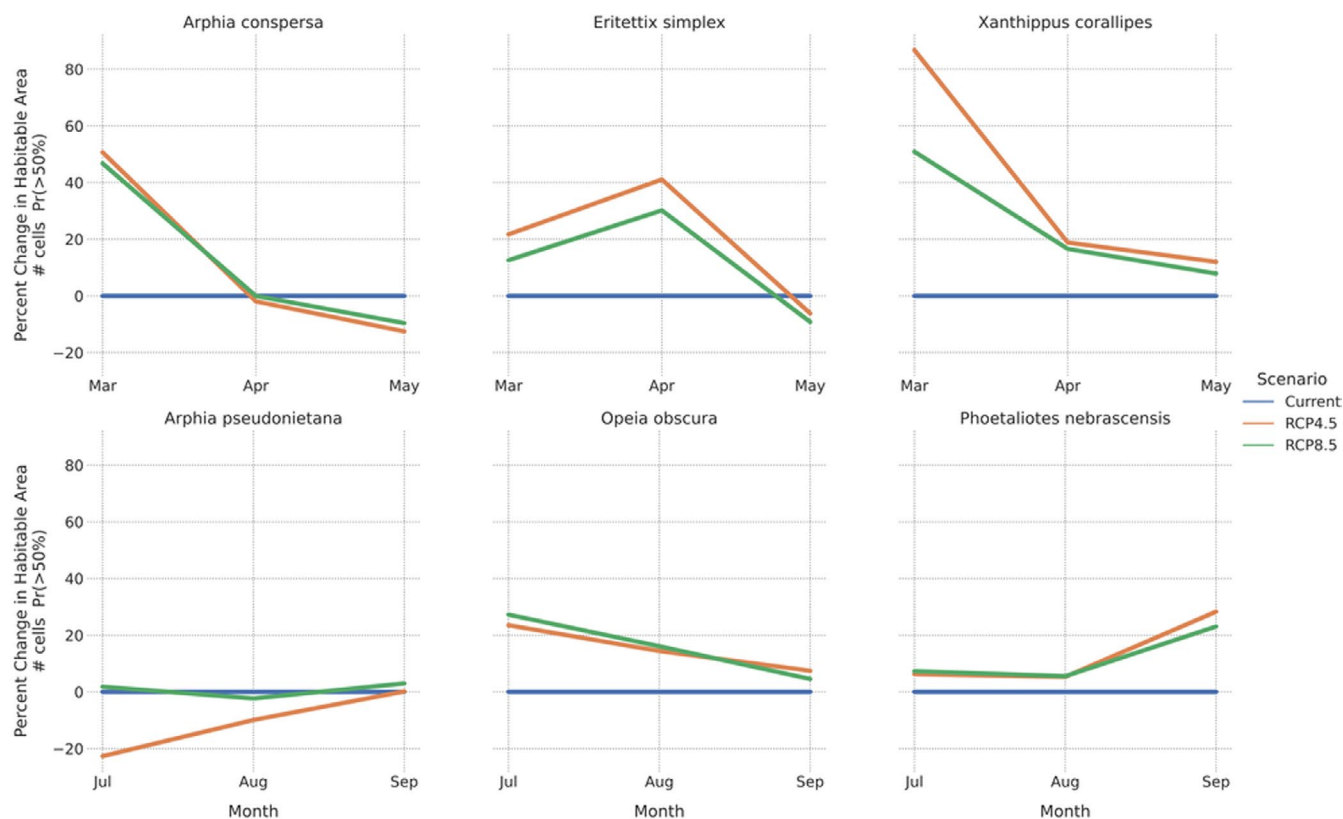 Arphia conspersa
Eritettix simplex
Xanthippus corallipes
Percent Change in Habitable Area
# cells Pr(>50%)
80
60
40
20
0
−20
Mar
Apr
May
Mar
Apr
May
Mar
Apr
May
Scenario
Current
RCP4.5
RCP8.5
Arphia pseudonietana
Opeia obscura
Phoetaliotes nebrascensis
Percent Change in Habitable Area
# cells Pr(>50%)
80
60
40
20
0
−20
Jul
Aug
Sep
Jul
Aug
Sep
Jul
Aug
Sep
Month
Month
Month